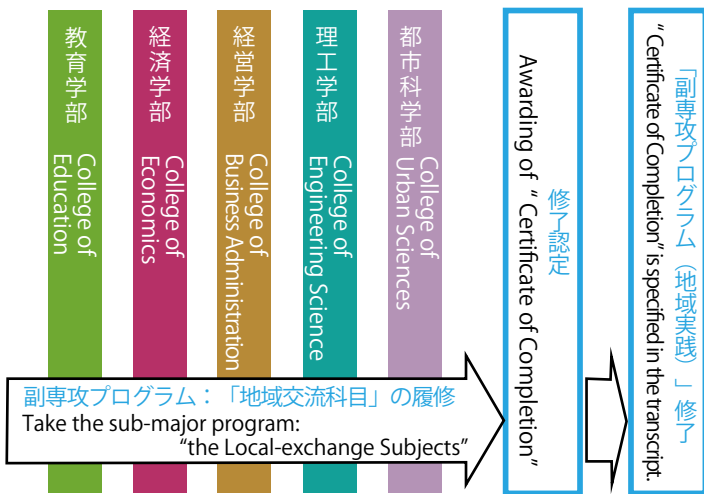 教育学部
College of
Education
経済学部
College of
Economics
経営学部
College of
Business Administration
理工学部
College of
Engineering Science
都市科学部
College of
Urban Sciences
副専攻プログラム：「地域交流科目」の履修
Take the sub-major program:
“the Local-exchange Subjects”
修了認定
Awarding of “Certificate of Completion”
「副専攻プログラム（地域実践）」修了
“Certificate of Completion” is specified in the transcript.